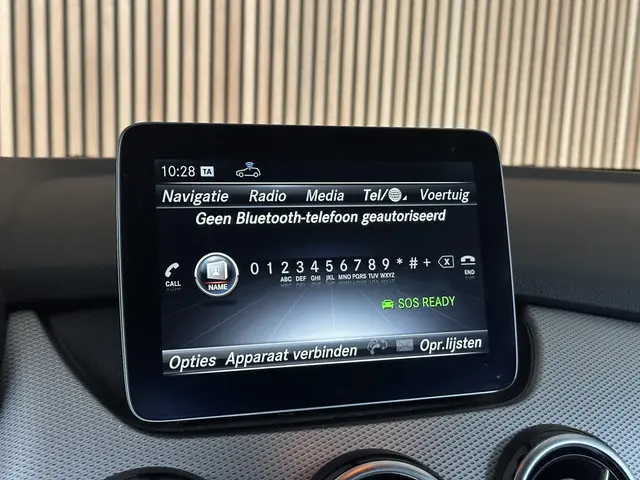 10:28 TA
Navigatie Radio Media Tel/ Voertuig
Geen Bluetooth-telefoon geautoriseerd
CALL NAME 0 1 2 3 4 5 6 7 8 9 * # + END
ABC DEF GHI JKL MNO PQRS TUV WXYZ
SOS READY
Opties Apparaat verbinden Opr.lijsten